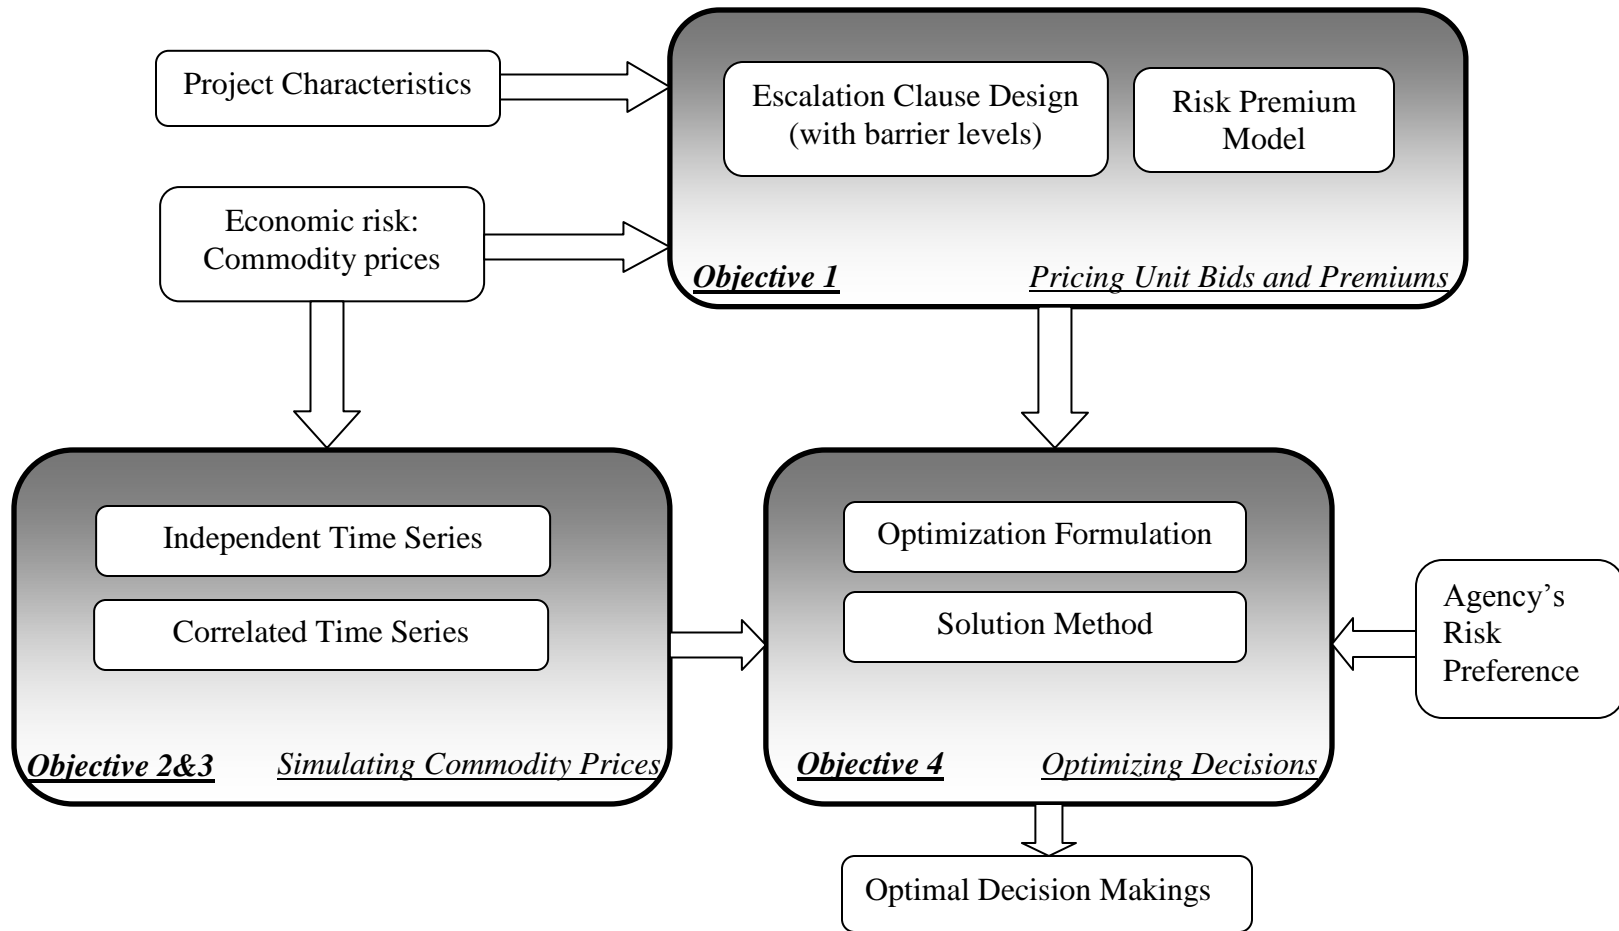 Project Characteristics
Escalation Clause Design
(with barrier levels)
Risk Premium
Model
Economic risk:
Commodity prices
Objective 1
Pricing Unit Bids and Premiums
Independent Time Series
Correlated Time Series
Objective 2&3
Simulating Commodity Prices
Optimization Formulation
Solution Method
Objective 4
Optimizing Decisions
Agency’s
Risk
Preference
Optimal Decision Makings